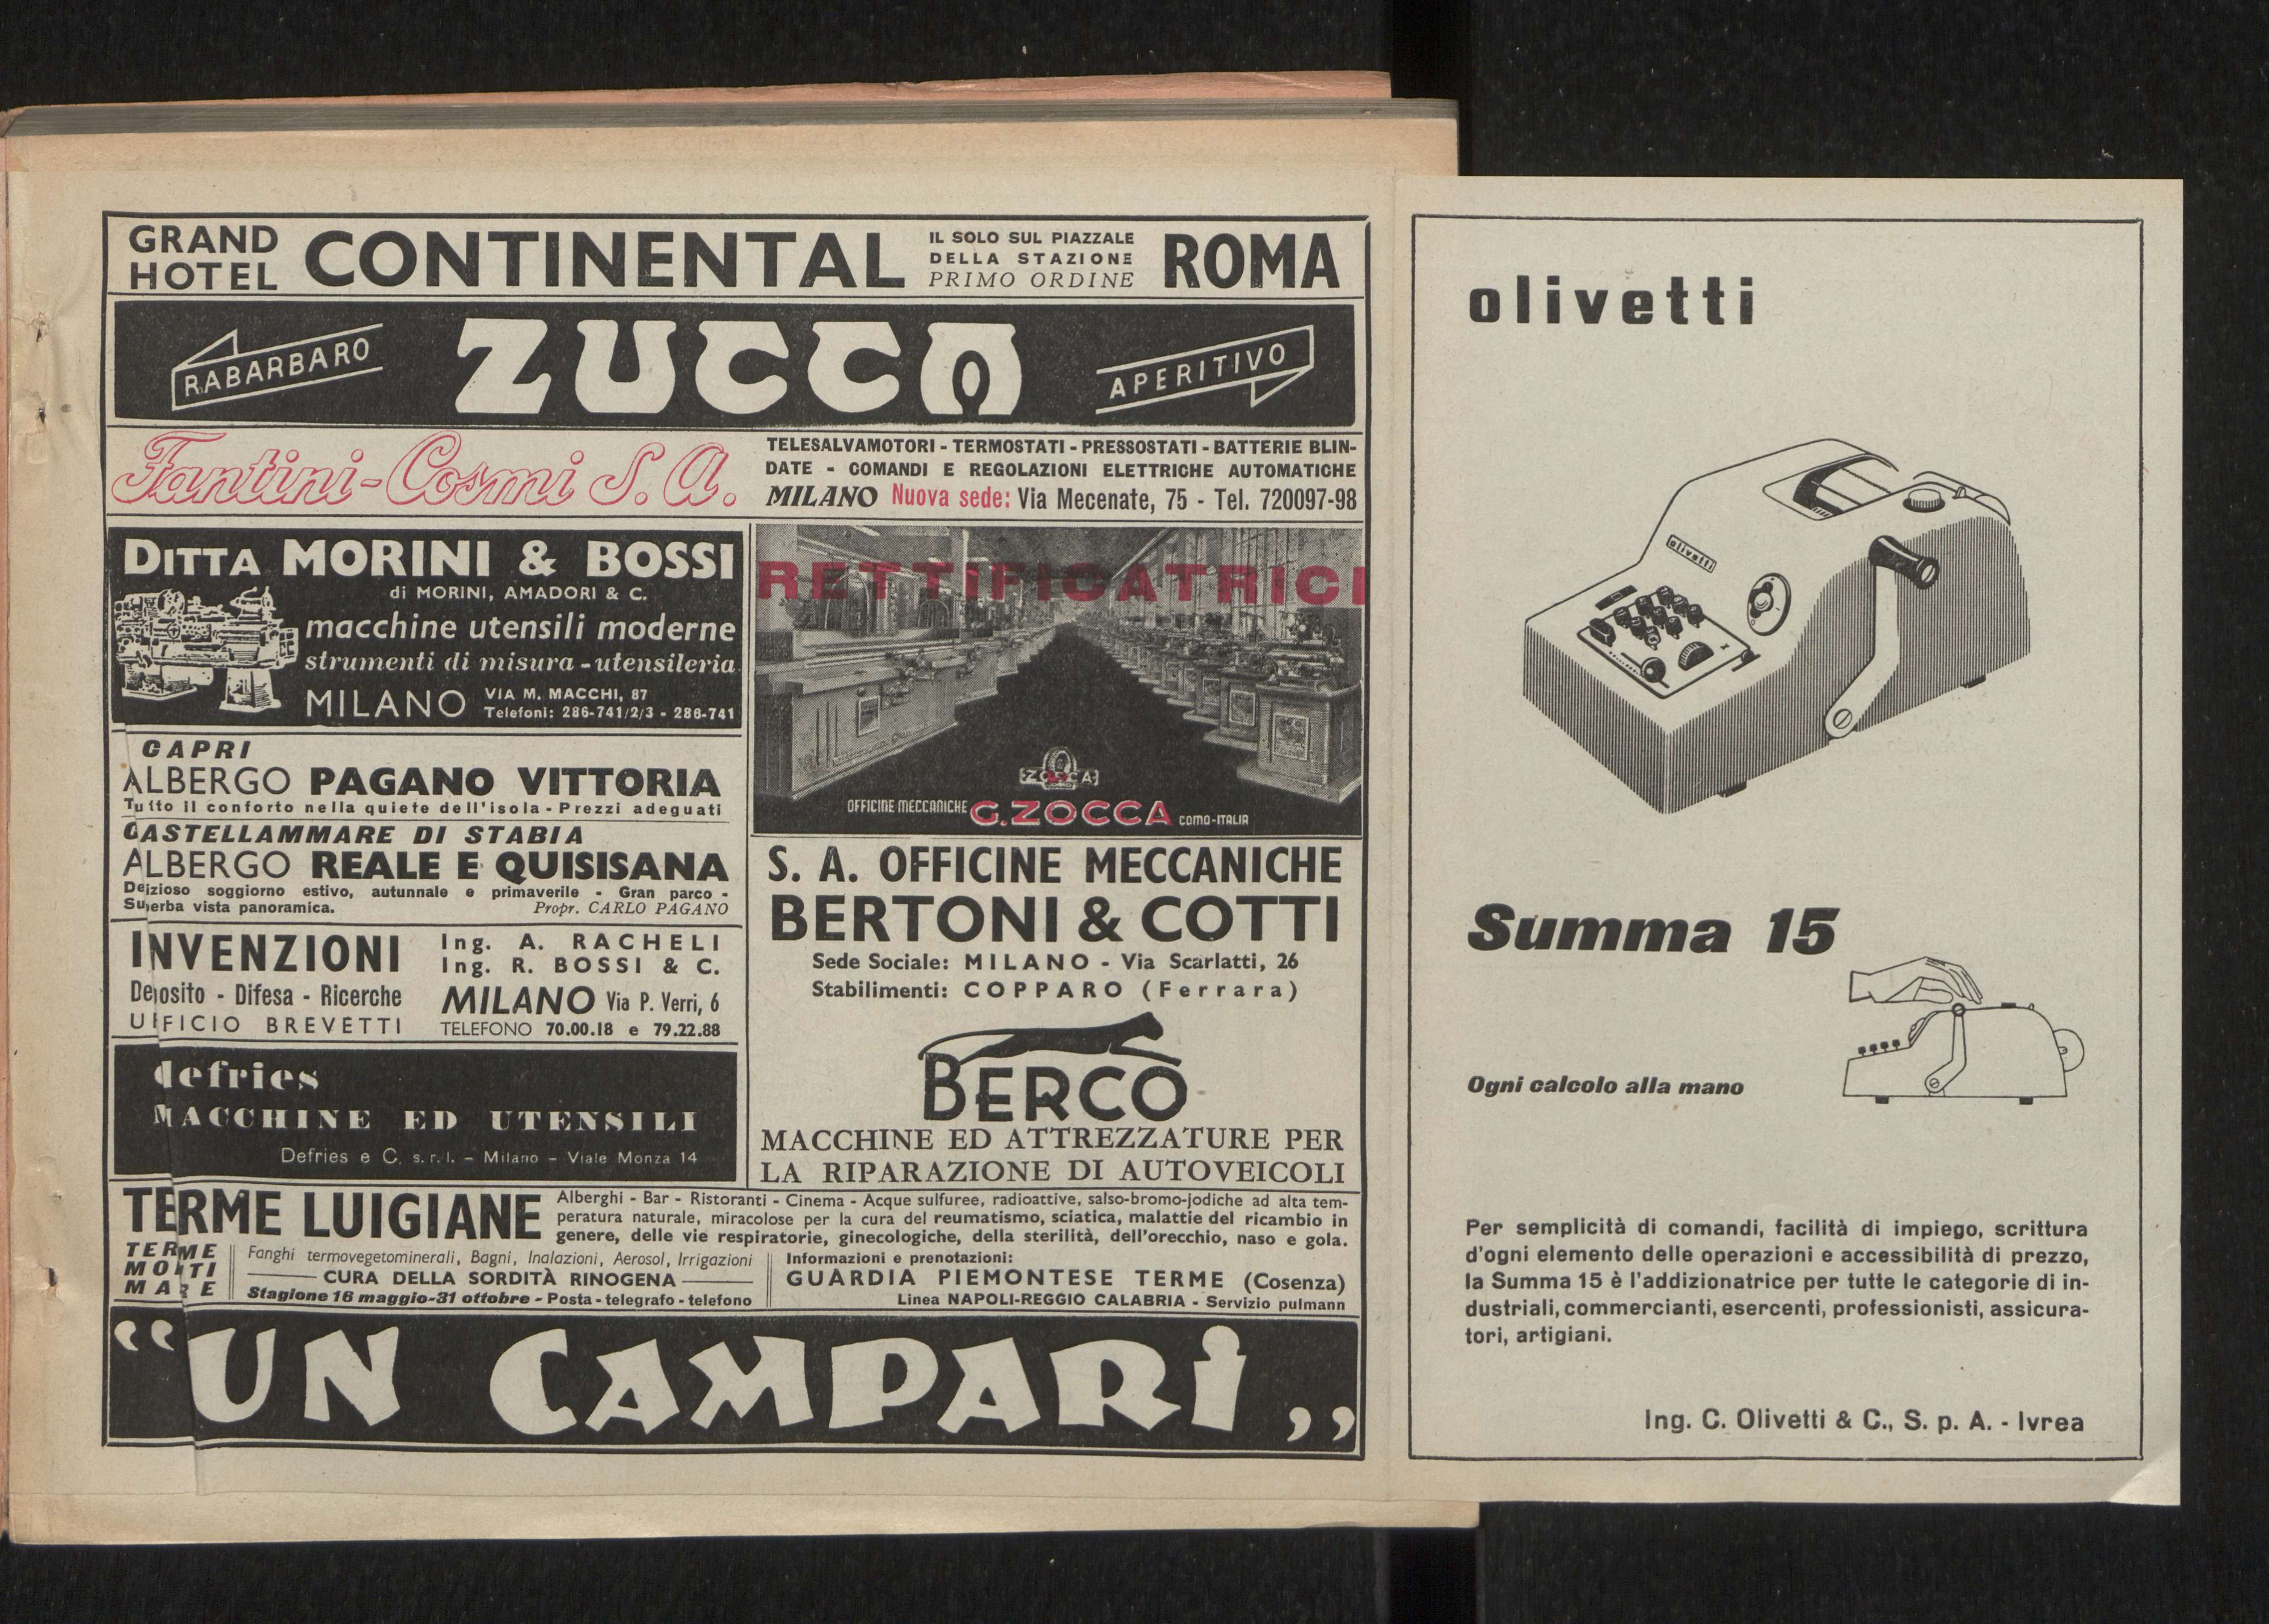 GRAND HOTEL CONTINENTAL
IL SOLO SUL PIAZZALE
DELLA STAZIONE
PRIMO ORDINE
ROMA
RABARBARO
ZUCCA
APERITIVO
Fantini-Cosmi S. A.
TELESALVAMOTORI - TERMOSTATI - PRESSOSTATI - BATTERIE BLIN-
DATE - COMANDI E REGOLAZIONI ELETTRICHE AUTOMATICHE
MILANO Nuova sede: Via Mecenate, 75 - Tel. 720097-98
DITTA MORINI & BOSSI
di MORINI, AMADORI & C.
macchine utensili moderne
strumenti di misura - utensileria
MILANO
VIA M. MACCHI, 87
Telefoni: 286-741/2/3 - 286-741
CAPRI
ALBERGO PAGANO VITTORIA
Tutto il conforto nella quiete dell'isola - Prezzi adeguati
CASTELLAMMARE DI STABIA
ALBERGO REALE E QUISISANA
Deizioso soggiorno estivo, autunnale e primaverile - Gran parco -
Suerba vista panoramica. Propr. CARLO PAGANO
INVENZIONI
Deosito - Difesa - Ricerche
UFFICIO BREVETTI
Ing. A. RACHELI
Ing. R. BOSSI & C.
MILANO Via P. Verri, 6
TELEFONO 70.00.18 e 79.22.88
defries
MACCHINE ED UTENSILI
Defries e C. s.r.l. - Milano - Viale Monza 14
RETTIFICATRICI
ZOCCA
OFFICINE MECCANICHE G. ZOCCA COMO-ITALIA
S. A. OFFICINE MECCANICHE
BERTONI & COTTI
Sede Sociale: MILANO - Via Scarlatti, 26
Stabilimenti: COPPARO (Ferrara)
BERCO
MACCHINE ED ATTREZZATURE PER
LA RIPARAZIONE DI AUTOVEICOLI
TERME LUIGIANE
Alberghi - Bar - Ristoranti - Cinema - Acque sulfuree, radioattive, salso-bromo-jodiche ad alta tem-
peratura naturale, miracolose per la cura del reumatismo, sciatica, malattie del ricambio in
genere, delle vie respiratorie, ginecologiche, della sterilità, dell'orecchio, naso e gola.
TERME
MONTI
MARE
Fanghi termovegetominerali, Bagni, Inalazioni, Aerosol, Irrigazioni
CURA DELLA SORDITÀ RINOGENA
Stagione 16 maggio-31 ottobre - Posta - telegrafo - telefono
Informazioni e prenotazioni:
GUARDIA PIEMONTESE TERME (Cosenza)
Linea NAPOLI-REGGIO CALABRIA - Servizio pulmann
“UN CAMPARI„
olivetti
olivetti
Summa 15
Ogni calcolo alla mano
Per semplicità di comandi, facilità di impiego, scrittura
d'ogni elemento delle operazioni e accessibilità di prezzo,
la Summa 15 è l'addizionatrice per tutte le categorie di in-
dustriali, commercianti, esercenti, professionisti, assicura-
tori, artigiani.
Ing. C. Olivetti & C., S. p. A. - Ivrea